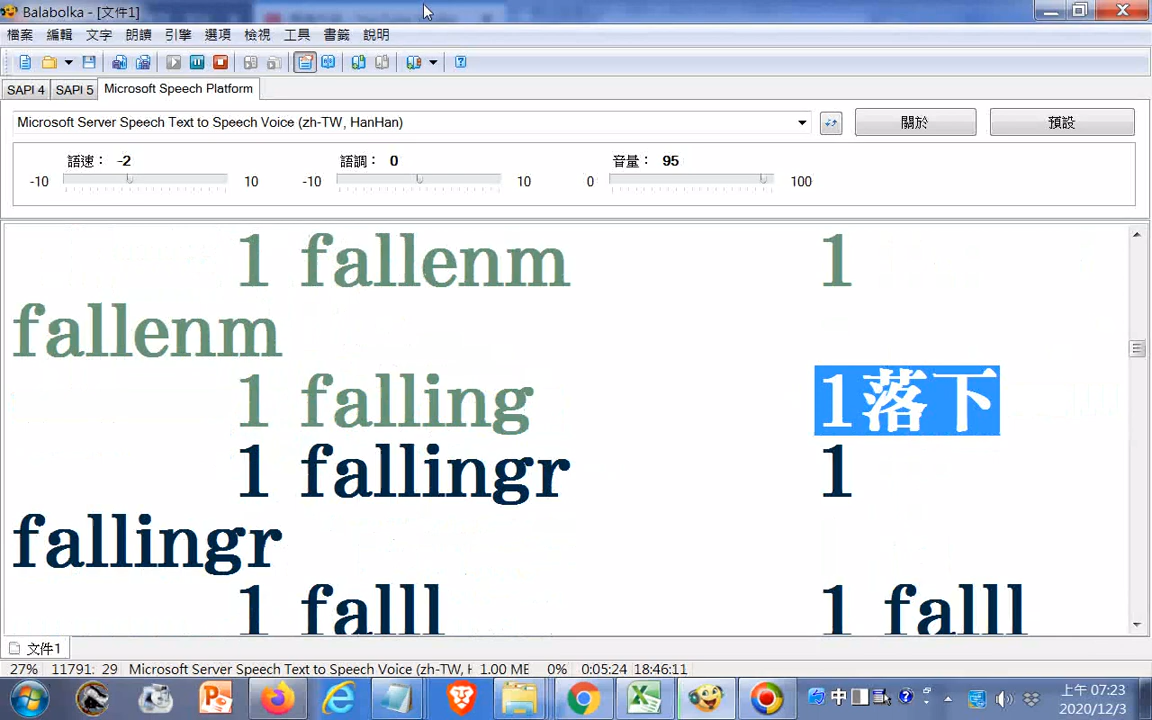 Balabolka - [文件1]
檔案 編輯 文字 朗讀 引擎 選項 檢視 工具 書籤 說明
SAPI 4 SAPI 5 Microsoft Speech Platform
Microsoft Server Speech Text to Speech Voice (zh-TW, HanHan) 關於 預設
語速： -2 語調： 0 音量： 95
-10 10 -10 10 0 100
1 fallenm 1
fallenm
1 falling 1落下
1 fallingr 1
fallingr
1 falll 1 falll
文件1
27% 11791: 29 Microsoft Server Speech Text to Speech Voice (zh-TW, H 1.00 ME 0% 0:05:24 18:46:11
中 上午 07:23
2020/12/3